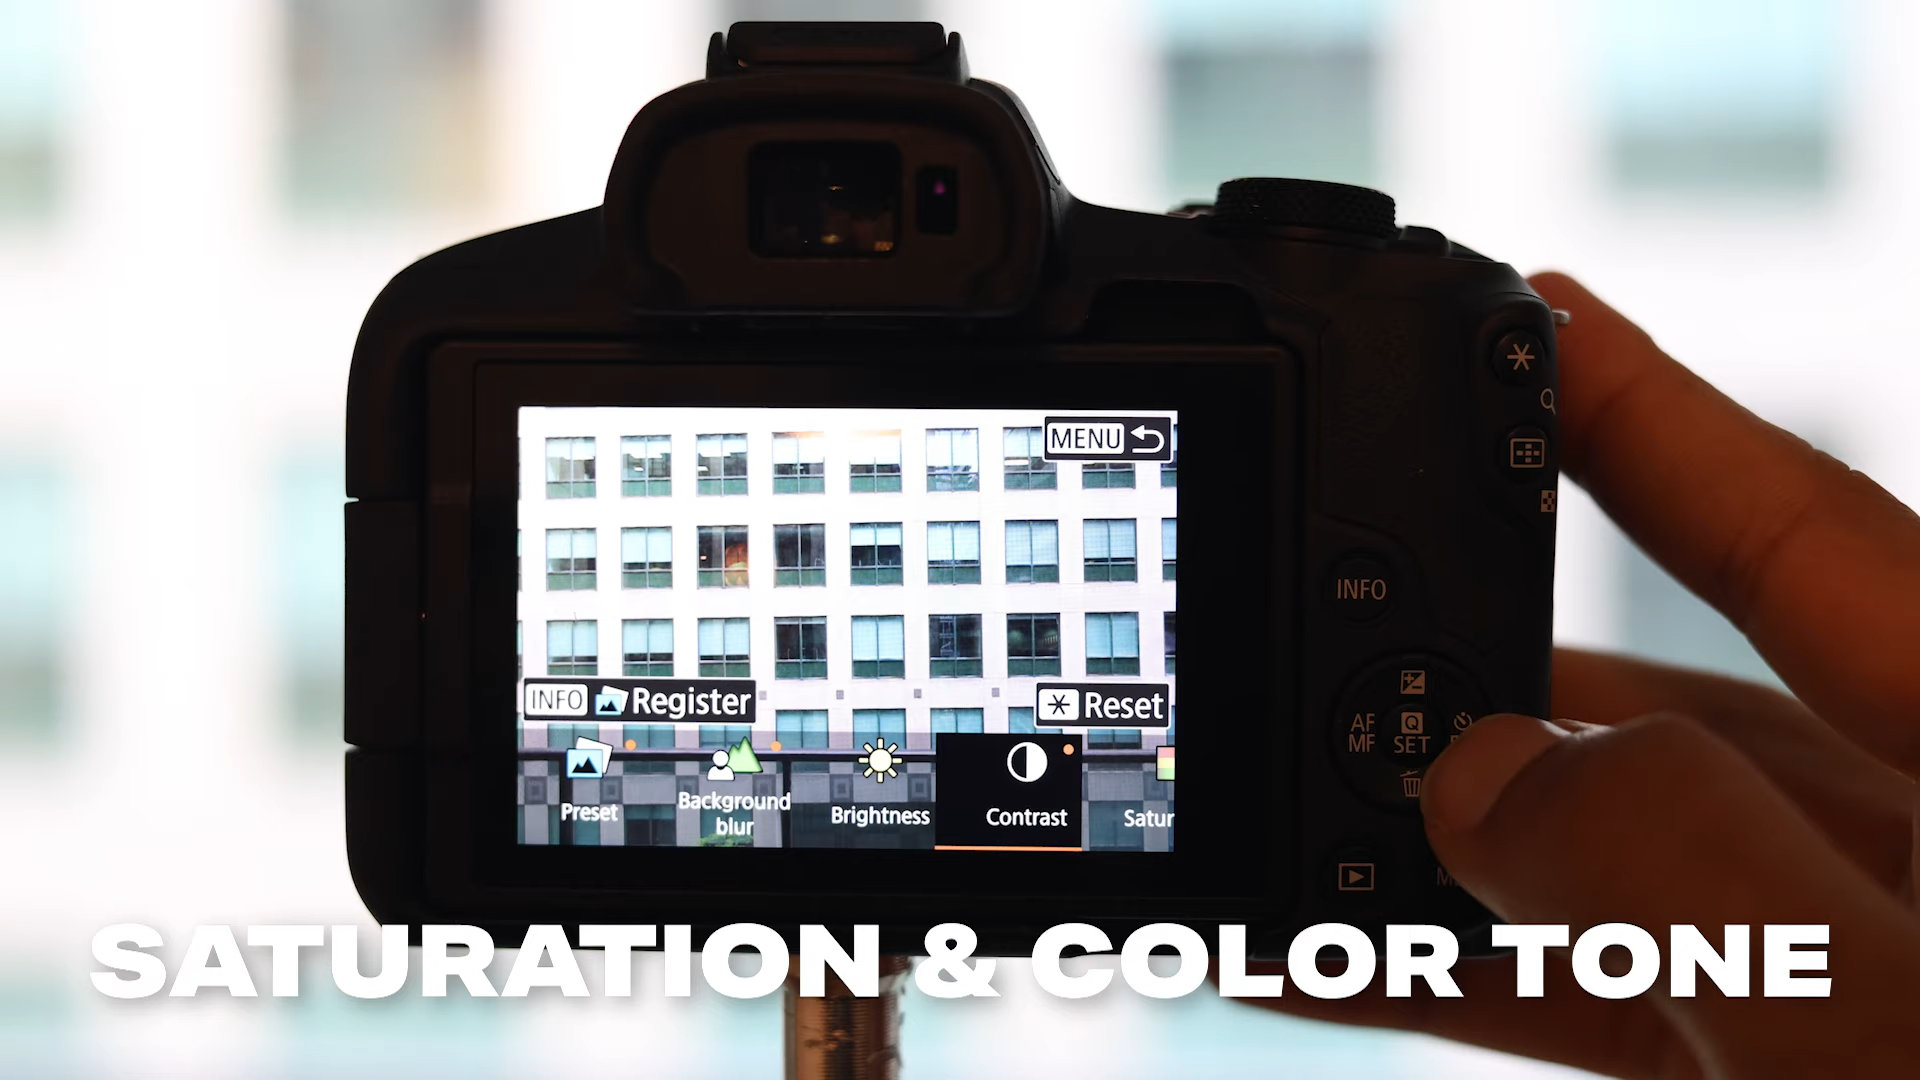 MENU
INFO Register
Reset
Preset
Background
blur
Brightness
Contrast
Satur
INFO
AF
MF
Q
SET
SATURATION & COLOR TONE